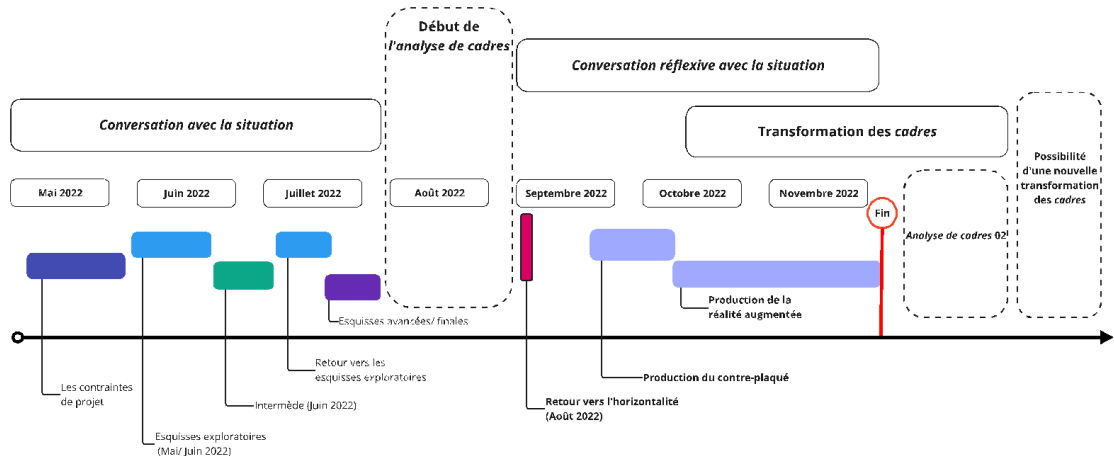 Début de
l'analyse de cadres
Conversation réflexive avec la situation
Conversation avec la situation
Transformation des cadres
Possibilité
d'une nouvelle
transformation
des cadres
Mai 2022
Juin 2022
Juillet 2022
Août 2022
Septembre 2022
Octobre 2022
Novembre 2022
Fin
Analyse de cadres 02
Production de la
réalité augmentée
Esquisses avancées/ finales
Retour vers les
esquisses exploratoires
Production du contre-plaqué
Les contraintes
de projet
Intermède (Juin 2022)
Retour vers l'horizontalité
(Août 2022)
Esquisses exploratoires
(Mai/ Juin 2022)